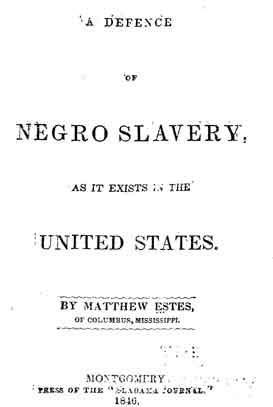 A DEFENCE
OF
NEGRO SLAVERY,
AS IT EXISTS IN THE
UNITED STATES.
BY MATTHEW ESTES,
OF COLUMBUS, MISSISSIPPI.
MONTGOMERY:
PRESS OF THE "ALABAMA JOURNAL."
1846.